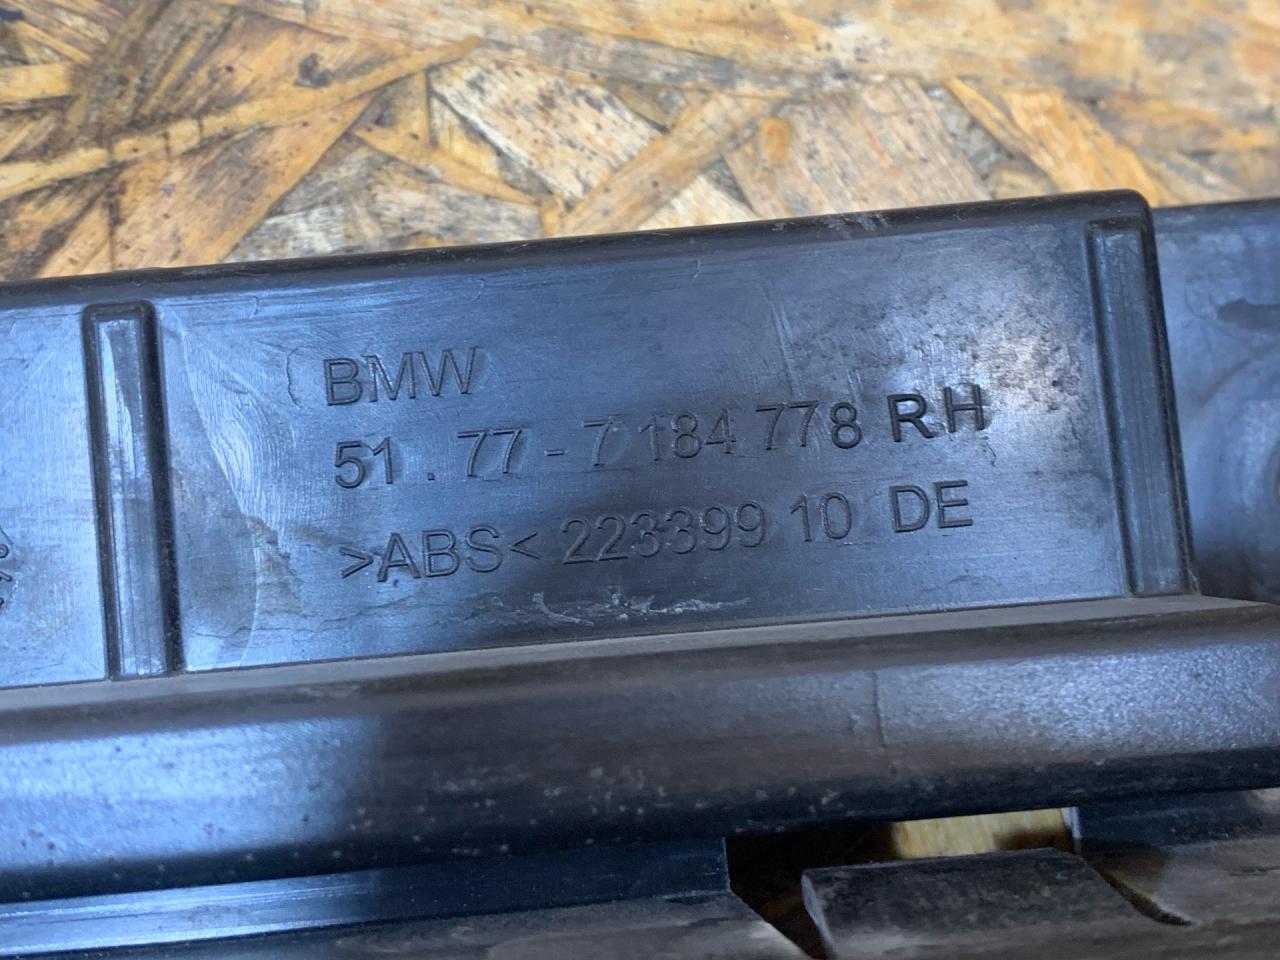 BMW
51 . 77 - 7 184 778 RH
>ABS< 223399 10 DE